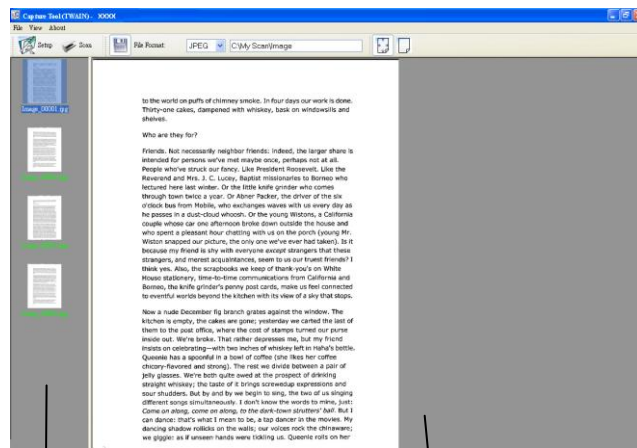 Capture Tool (TWAIN) - XXXX
File View About
Setup Scan File Format JPEG C:\My Scan\Image
Image_00001.jpg
to the world on puffs of chimney smoke. In four days our work is done.
Thirty-one cakes, dampened with whiskey, bask on windowsills and
shelves.
Who are they for?
Friends. Not necessarily neighbor friends: indeed, the larger share is
intended for persons we've met maybe once, perhaps not at all.
People who've struck our fancy. Like President Roosevelt. Like the
Reverend and Mrs. J. C. Lucey, Baptist missionaries to Borneo who
lectured here last winter. Or the little knife grinder who comes
through town twice a year. Or Abner Packer, the driver of the six
o'clock bus from Mobile, who exchanges waves with us every day as
he passes in a dust-cloud whoosh. Or the young Wistons, a California
couple whose car one afternoon broke down outside the house and
who spent a pleasant hour chatting with us on the porch (young Mr.
Wiston snapped our picture, the only one we've ever had taken). Is it
because my friend is shy with everyone except strangers that these
strangers, and merest acquaintances, seem to us our truest friends? I
think yes. Also, the scrapbooks we keep of thank-you's on White
House stationery, time-to-time communications from California and
Borneo, the knife grinder's penny post cards, make us feel connected
to eventful worlds beyond the kitchen with its view of a sky that stops.
Now a nude December fig branch grates against the window. The
kitchen is empty, the cakes are gone; yesterday we carted the last of
them to the post office, where the cost of stamps turned our purse
inside out. We're broke. That rather depresses me, but my friend
insists on celebrating—with two inches of whiskey left in Haha's bottle.
Queenie has a spoonful in a bowl of coffee (she likes her coffee
chicory-flavored and strong). The rest we divide between a pair of
jelly glasses. We're both quite awed at the prospect of drinking
straight whiskey; the taste of it brings screwedup expressions and
sour shudders. But by and by we begin to sing, the two of us singing
different songs simultaneously. I don't know the words to mine, just:
Come on along, come on along, to the dark-town strutters' ball. But I
can dance: that's what I mean to be, a tap dancer in the movies. My
dancing shadow rollicks on the walls; our voices rock the chinaware;
we giggle: as if unseen hands were tickling us. Queenie rolls on her